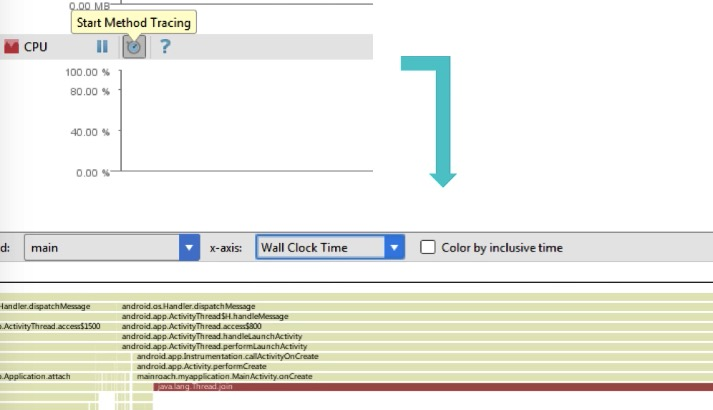 0.00 MB
Start Method Tracing
CPU ?
100.00 %
80.00 %
40.00 %
0.00 %
d: main x-axis: Wall Clock Time Color by inclusive time
Handler.dispatchMessage android.os.Handler.dispatchMessage
android.app.ActivityThread$H.handleMessage
.ActivityThread.access$1500 android.app.ActivityThread.access$800
android.app.ActivityThread.handleLaunchActivity
android.app.ActivityThread.performLaunchActivity
android.app.Instrumentation.callActivityOnCreate
android.app.Activity.performCreate
.Application.attach mainroach.myapplication.MainActivity.onCreate
java.lang.Thread.join